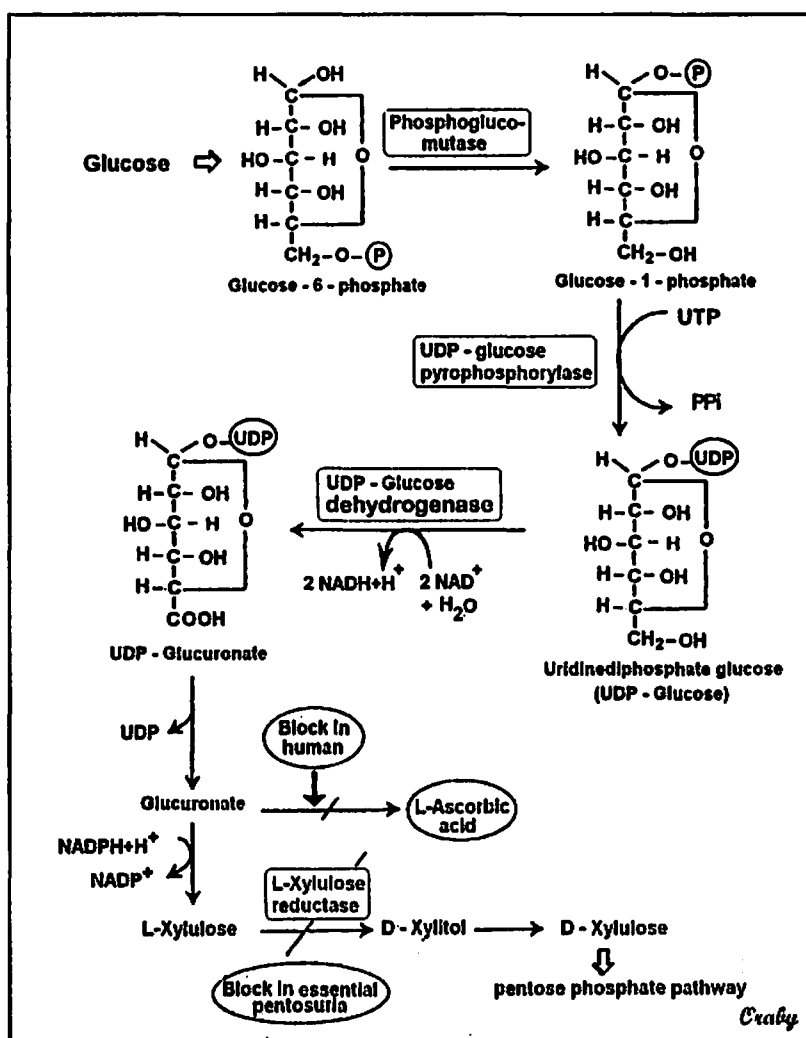 H OH
C
H–C–OH
Glucose ⇨ HO–C–H O
H–C–OH
H–C
CH₂–O–P
Glucose - 6 - phosphate
Phosphogluco-
mutase
H O–P
C
H–C–OH
HO–C–H O
H–C–OH
H–C
CH₂–OH
Glucose - 1 - phosphate
UTP
UDP - glucose
pyrophosphorylase
PPi
H O–UDP
C
H–C–OH
HO–C–H O
H–C–OH
H–C
CH₂–OH
Uridinediphosphate glucose
(UDP - Glucose)
UDP - Glucose
dehydrogenase
2 NADH+H⁺ 2 NAD⁺
+ H₂O
H O–UDP
C
H–C–OH
HO–C–H O
H–C–OH
H–C
COOH
UDP - Glucuronate
UDP
Block in
human
Glucuronate
L-Ascorbic
acid
NADPH+H⁺
NADP⁺
L-Xylulose
reductase
L-Xylulose D - Xylitol D - Xylulose
Block in essential
pentosuria
pentose phosphate pathway
Craby